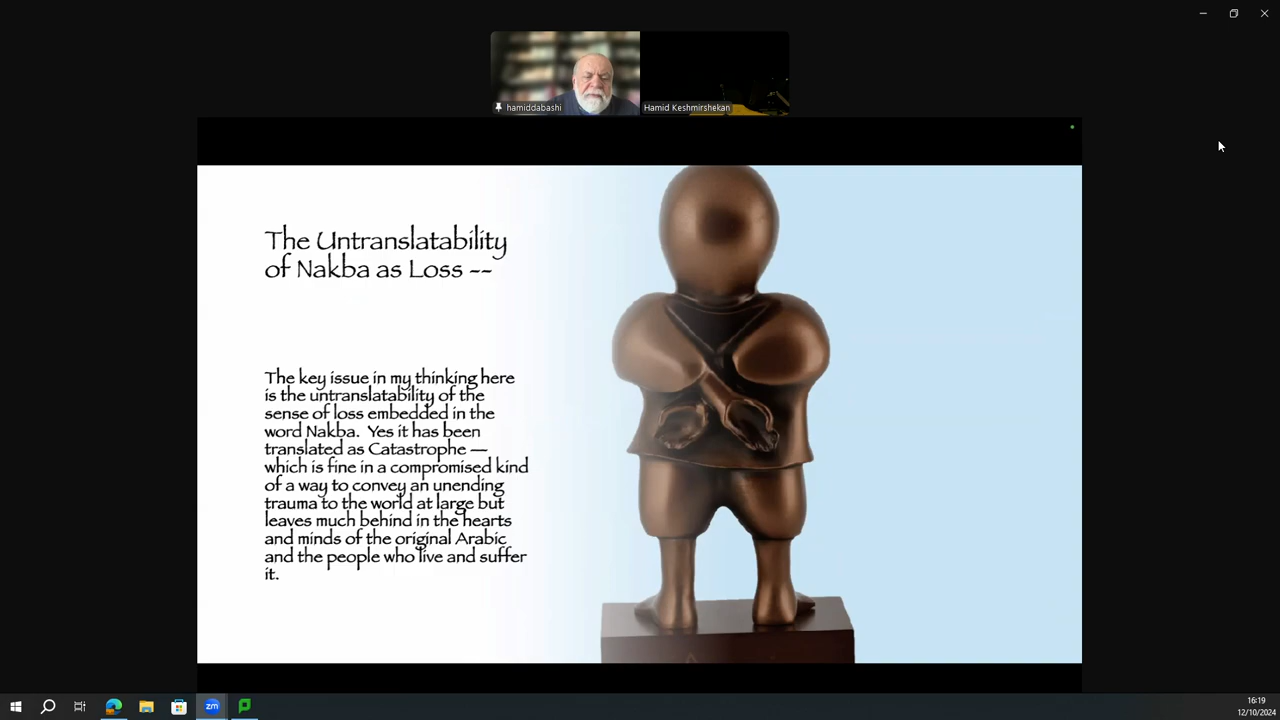 hamiddabashi
Hamid Keshmirshekan
The Untranslatability
of Nakba as Loss --
The key issue in my thinking here
is the untranslatability of the
sense of loss embedded in the
word Nakba.  Yes it has been
translated as Catastrophe —
which is fine in a compromised kind
of a way to convey an unending
trauma to the world at large but
leaves much behind in the hearts
and minds of the original Arabic
and the people who live and suffer
it.
zm
16:19
12/10/2024